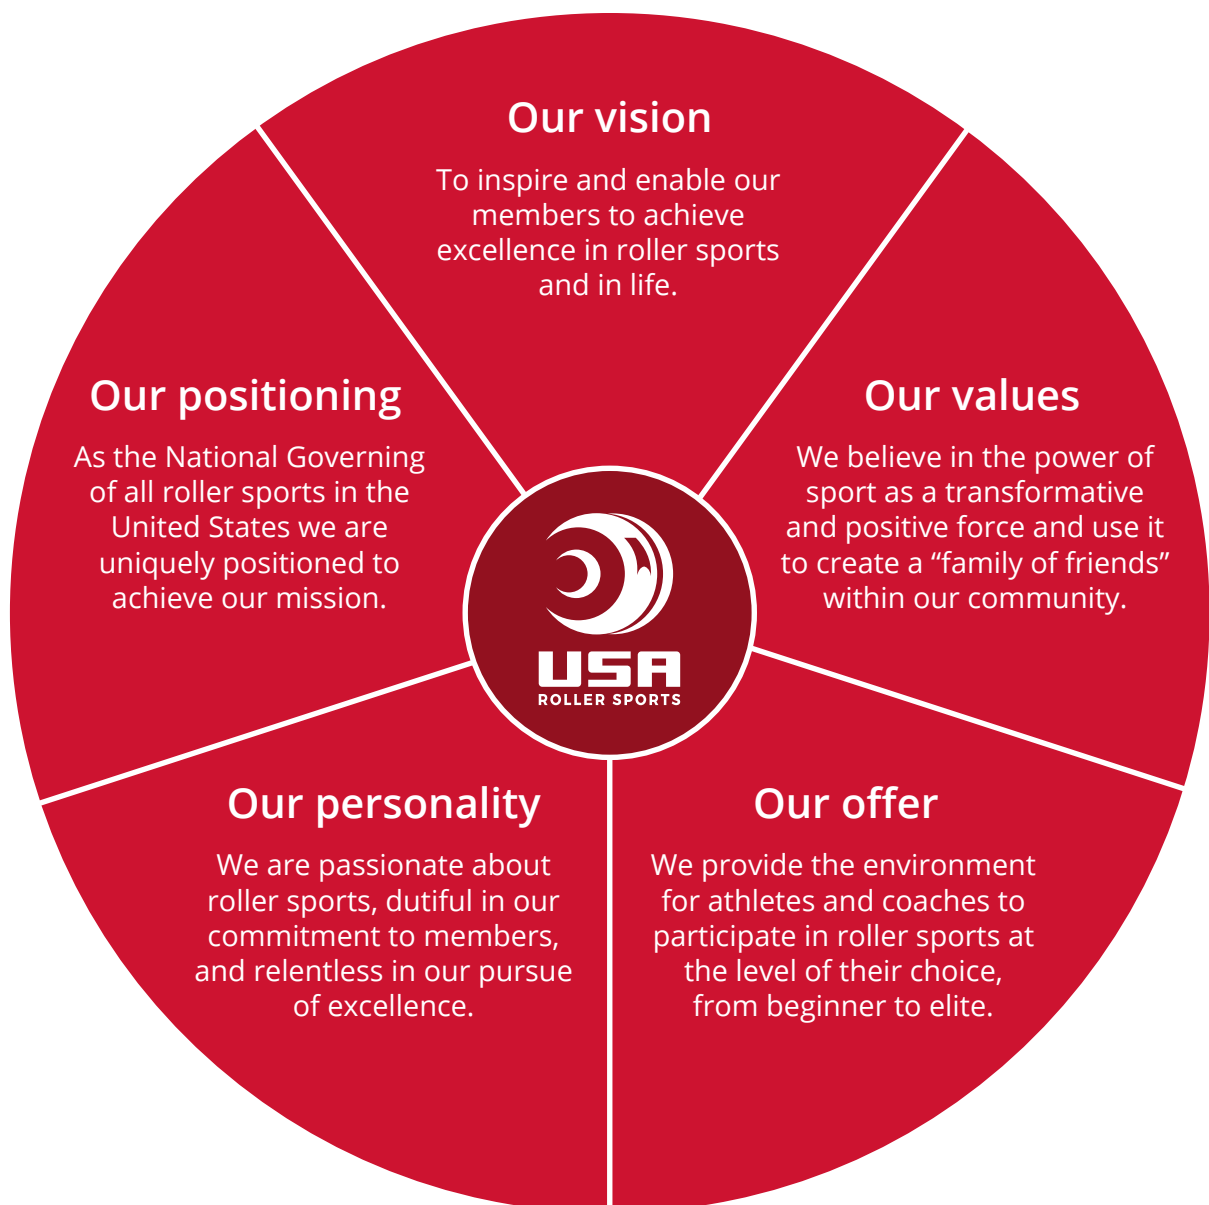 Our vision
To inspire and enable our
members to achieve
excellence in roller sports
and in life.
Our positioning
As the National Governing
of all roller sports in the
United States we are
uniquely positioned to
achieve our mission.
Our values
We believe in the power of
sport as a transformative
and positive force and use it
to create a “family of friends”
within our community.
USA
ROLLER SPORTS
Our personality
We are passionate about
roller sports, dutiful in our
commitment to members,
and relentless in our pursue
of excellence.
Our offer
We provide the environment
for athletes and coaches to
participate in roller sports at
the level of their choice,
from beginner to elite.